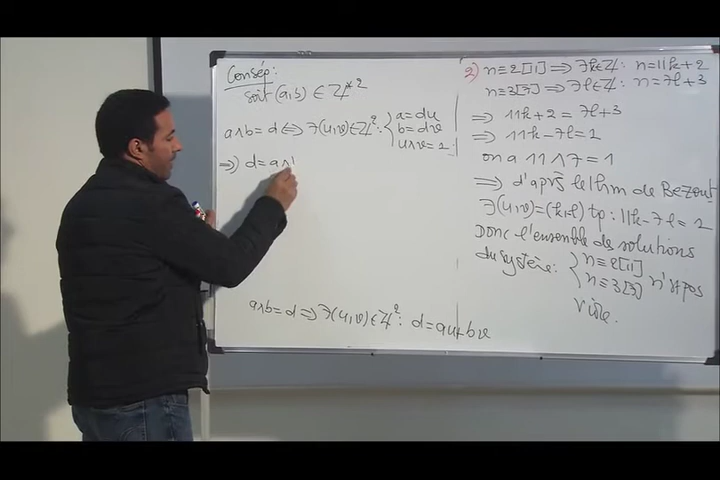 Conséq:
Soit (a,b) ∈ ℤ*²
a∧b = d ⟺ ∃(u,v) ∈ ℤ²: { a = du
b = dv
u∧v = 1
⇒) d = a∧
a∧b = d ⟹ ∃(u,v) ∈ ℤ²: d = au + bv
2) n ≡ 2[11] ⟹ ∃k∈ℤ: n = 11k + 2
n ≡ 3[7] ⟹ ∃l∈ℤ: n = 7l + 3
⟹ 11k + 2 = 7l + 3
⟹ 11k - 7l = 1
on a 11∧7 = 1
⟹ d'après le thm de Bezout
∃(u,v) = (k,l) tp: 11k - 7l = 1
Donc l'ensemble des solutions
du système: { n ≡ 2[11]
n ≡ 3[7] n'est pas
vide.